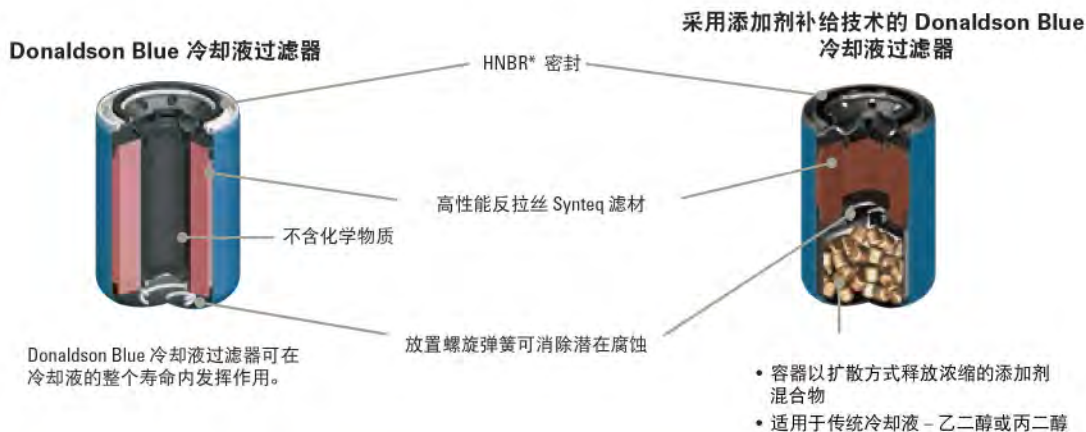 Donaldson Blue 冷却液过滤器
采用添加剂补给技术的 Donaldson Blue
冷却液过滤器
HNBR* 密封
高性能反拉丝 Synteq 滤材
不含化学物质
放置螺旋弹簧可消除潜在腐蚀
Donaldson Blue 冷却液过滤器可在
冷却液的整个寿命内发挥作用。
• 容器以扩散方式释放浓缩的添加剂
混合物
• 适用于传统冷却液 – 乙二醇或丙二醇